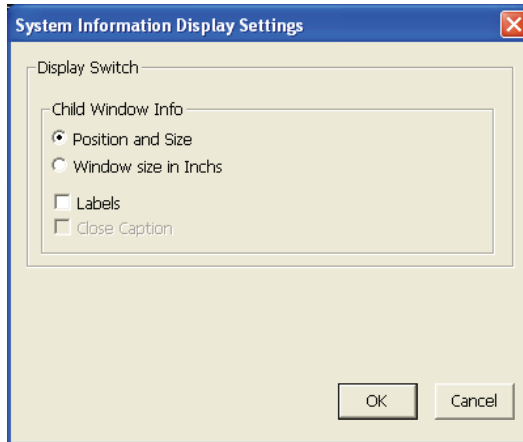 System Information Display Settings
Display Switch
Child Window Info
Position and Size
Window size in Inchs
Labels
Close Caption
OK
Cancel